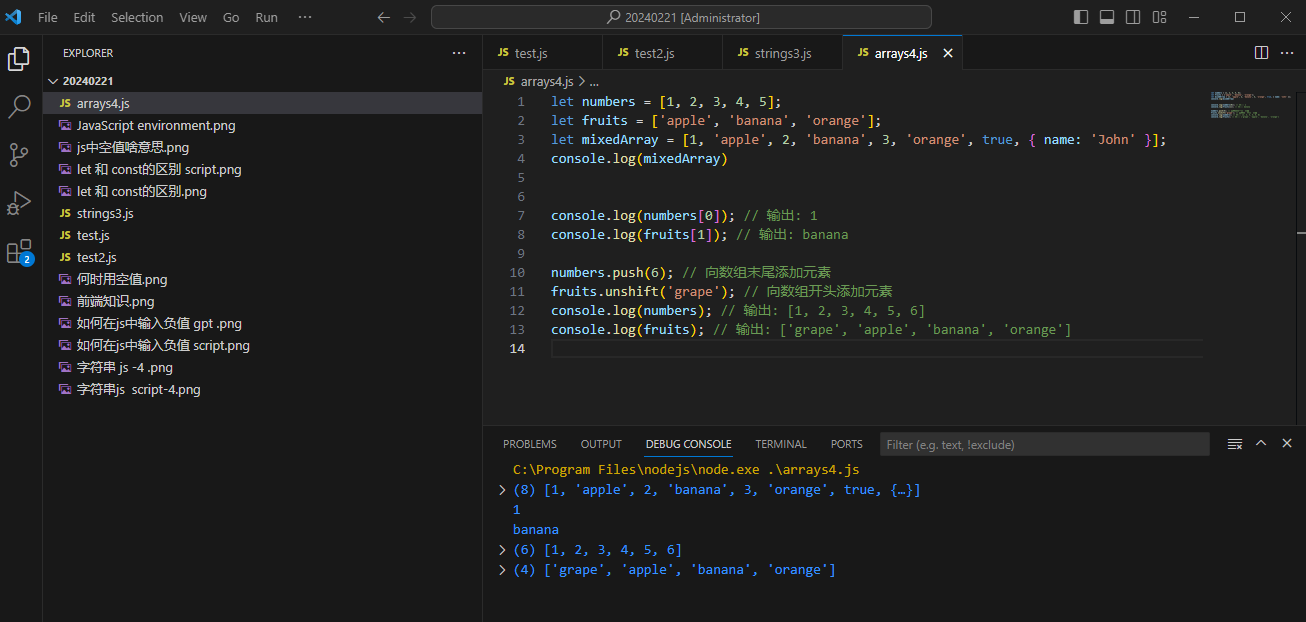 File Edit Selection View Go Run ··· 20240221 [Administrator]
EXPLORER ···
20240221
JS arrays4.js
JavaScript environment.png
js中空值啥意思.png
let 和 const的区别 script.png
let 和 const的区别.png
JS strings3.js
JS test.js
JS test2.js
何时用空值.png
前端知识.png
如何在js中输入负值 gpt .png
如何在js中输入负值 script.png
字符串 js -4 .png
字符串js  script-4.png
2
JS test.js JS test2.js JS strings3.js JS arrays4.js
JS arrays4.js > ...
1 let numbers = [1, 2, 3, 4, 5];
2 let fruits = ['apple', 'banana', 'orange'];
3 let mixedArray = [1, 'apple', 2, 'banana', 3, 'orange', true, { name: 'John' }];
4 console.log(mixedArray)
5
6
7 console.log(numbers[0]); // 输出: 1
8 console.log(fruits[1]); // 输出: banana
9
10 numbers.push(6); // 向数组末尾添加元素
11 fruits.unshift('grape'); // 向数组开头添加元素
12 console.log(numbers); // 输出: [1, 2, 3, 4, 5, 6]
13 console.log(fruits); // 输出: ['grape', 'apple', 'banana', 'orange']
14
PROBLEMS OUTPUT DEBUG CONSOLE TERMINAL PORTS Filter (e.g. text, !exclude)
C:\Program Files\nodejs\node.exe .\arrays4.js
> (8) [1, 'apple', 2, 'banana', 3, 'orange', true, {…}]
1
banana
> (6) [1, 2, 3, 4, 5, 6]
> (4) ['grape', 'apple', 'banana', 'orange']